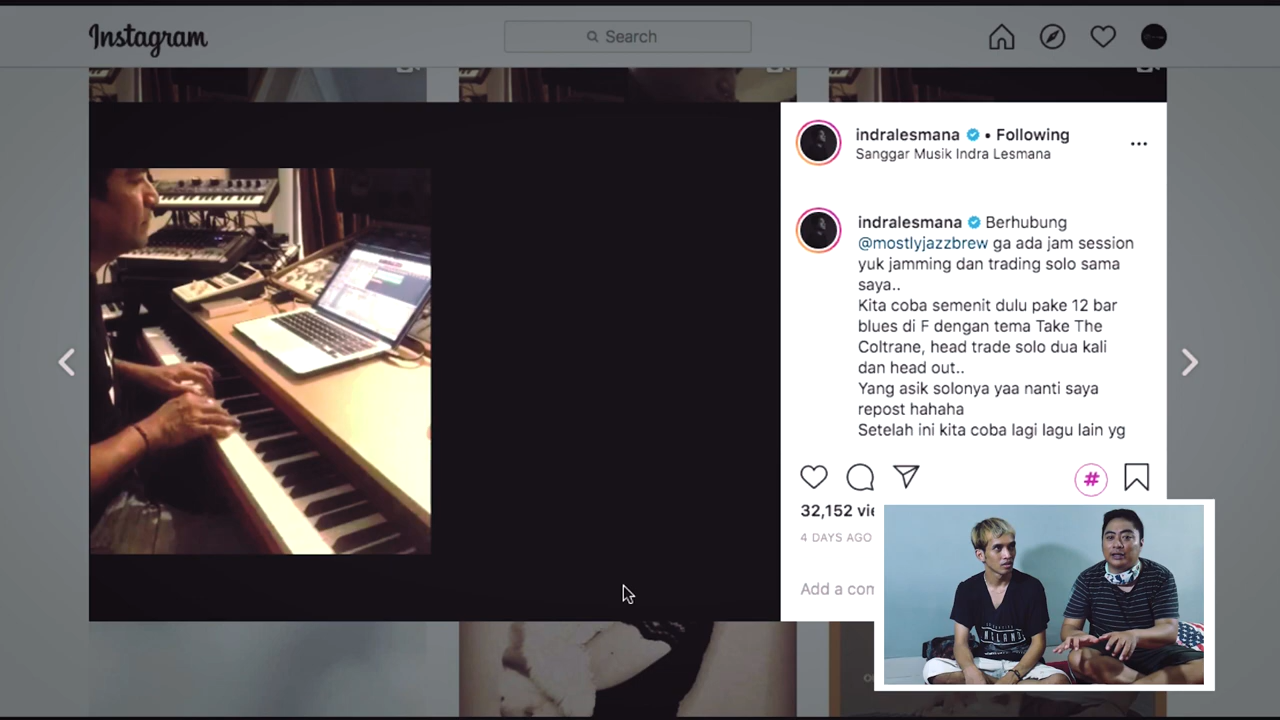 Instagram
Search
indralesmana • Following
Sanggar Musik Indra Lesmana
indralesmana Berhubung
@mostlyjazzbrew ga ada jam session
yuk jamming dan trading solo sama
saya..
Kita coba semenit dulu pake 12 bar
blues di F dengan tema Take The
Coltrane, head trade solo dua kali
dan head out..
Yang asik solonya yaa nanti saya
repost hahaha
Setelah ini kita coba lagi lagu lain yg
#
32,152
4 DAYS AGO
Add a
MILANO